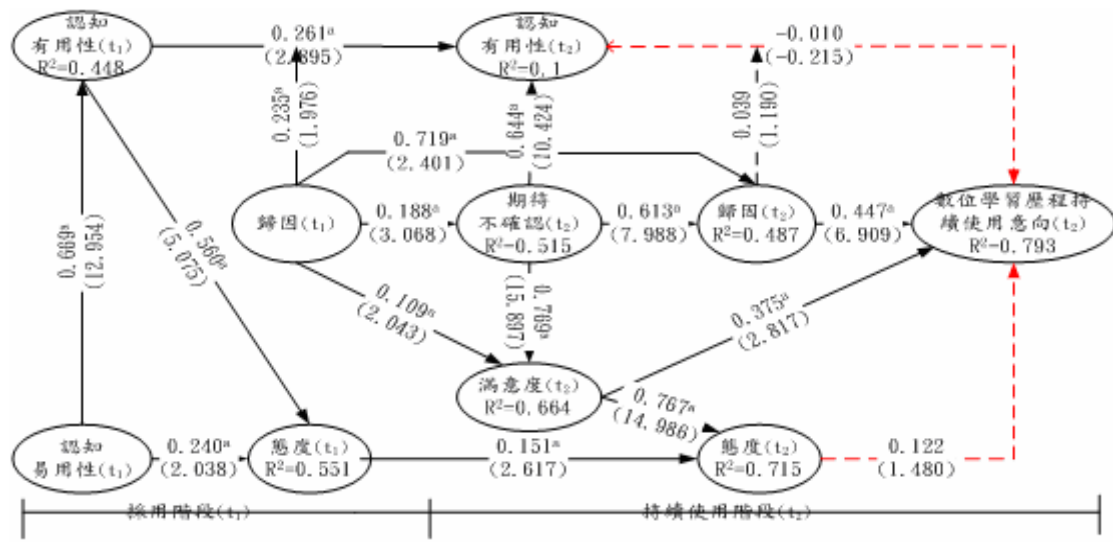 認知
有用性(t₁)
R²=0.448
0.261ª
(2.895)
認知
有用性(t₂)
R²=0.1
-0.010
(-0.215)
0.235ª
(1.976)
0.644ª
(10.424)
0.039
(1.190)
0.719ª
(2.401)
0.669ª
(12.954)
0.560ª
(5.075)
歸因(t₁)
0.188ª
(3.068)
期待
不確認(t₂)
R²=0.515
0.613ª
(7.988)
歸因(t₂)
R²=0.487
0.447ª
(6.909)
數位學習歷程持
續使用意向(t₂)
R²=0.793
0.109ª
(2.043)
0.769ª
(15.897)
0.375ª
(2.817)
滿意度(t₂)
R²=0.664
0.767ª
(14.986)
認知
易用性(t₁)
0.240ª
(2.038)
態度(t₁)
R²=0.551
0.151ª
(2.617)
態度(t₂)
R²=0.715
0.122
(1.480)
採用階段(t₁)
持續使用階段(t₂)